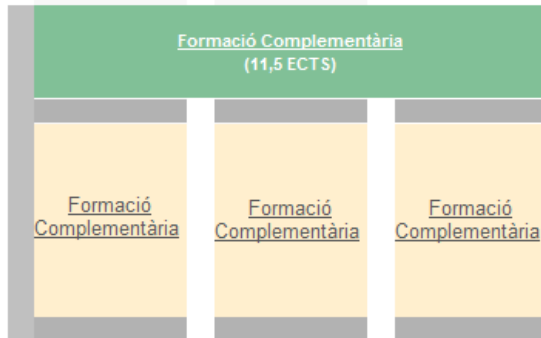 Formació Complementària
(11,5 ECTS)
Formació
Complementària
Formació
Complementària
Formació
Complementària